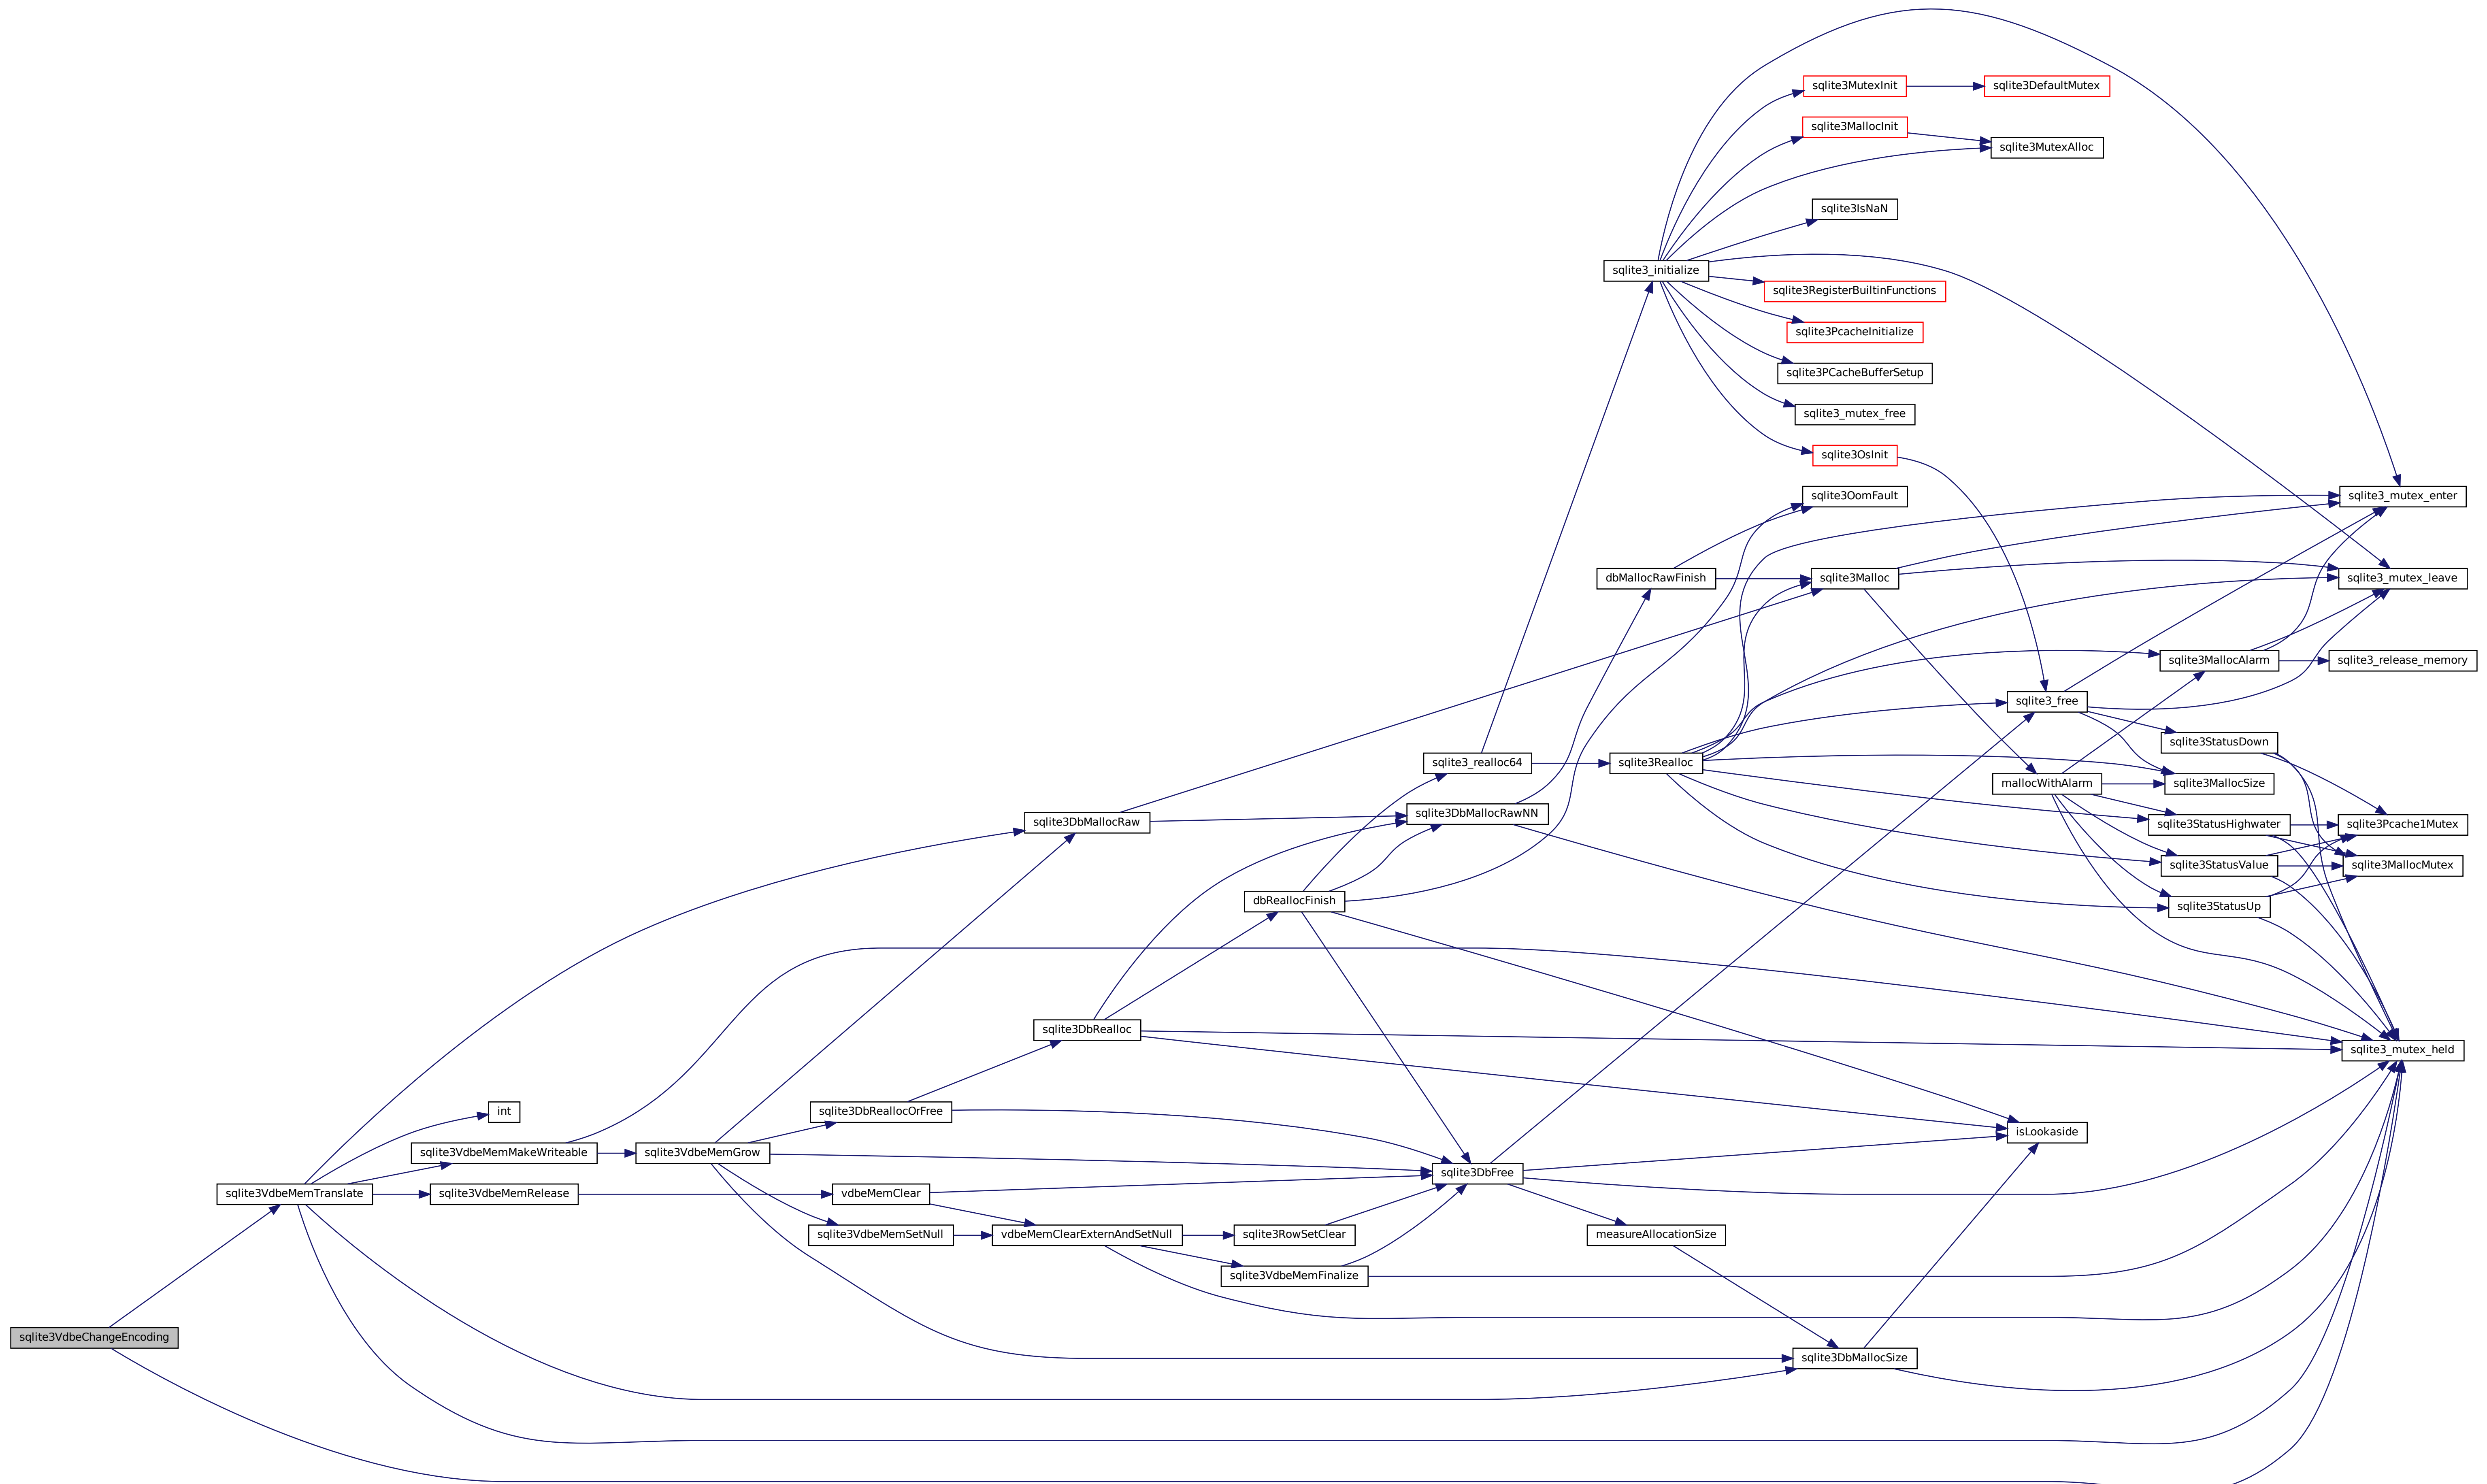 sqlite3MutexInit
sqlite3DefaultMutex
sqlite3MallocInit
sqlite3MutexAlloc
sqlite3IsNaN
sqlite3_initialize
sqlite3RegisterBuiltinFunctions
sqlite3PcacheInitialize
sqlite3PCacheBufferSetup
sqlite3_mutex_free
sqlite3OsInit
sqlite3OomFault
sqlite3_mutex_enter
dbMallocRawFinish
sqlite3Malloc
sqlite3_mutex_leave
sqlite3MallocAlarm
sqlite3_release_memory
sqlite3_free
sqlite3StatusDown
sqlite3_realloc64
sqlite3Realloc
mallocWithAlarm
sqlite3MallocSize
sqlite3DbMallocRaw
sqlite3DbMallocRawNN
sqlite3StatusHighwater
sqlite3Pcache1Mutex
sqlite3StatusValue
sqlite3MallocMutex
dbReallocFinish
sqlite3StatusUp
sqlite3DbRealloc
sqlite3_mutex_held
int
sqlite3DbReallocOrFree
isLookaside
sqlite3VdbeMemMakeWriteable
sqlite3VdbeMemGrow
sqlite3DbFree
sqlite3VdbeMemTranslate
sqlite3VdbeMemRelease
vdbeMemClear
sqlite3VdbeMemSetNull
vdbeMemClearExternAndSetNull
sqlite3RowSetClear
measureAllocationSize
sqlite3VdbeMemFinalize
sqlite3VdbeChangeEncoding
sqlite3DbMallocSize